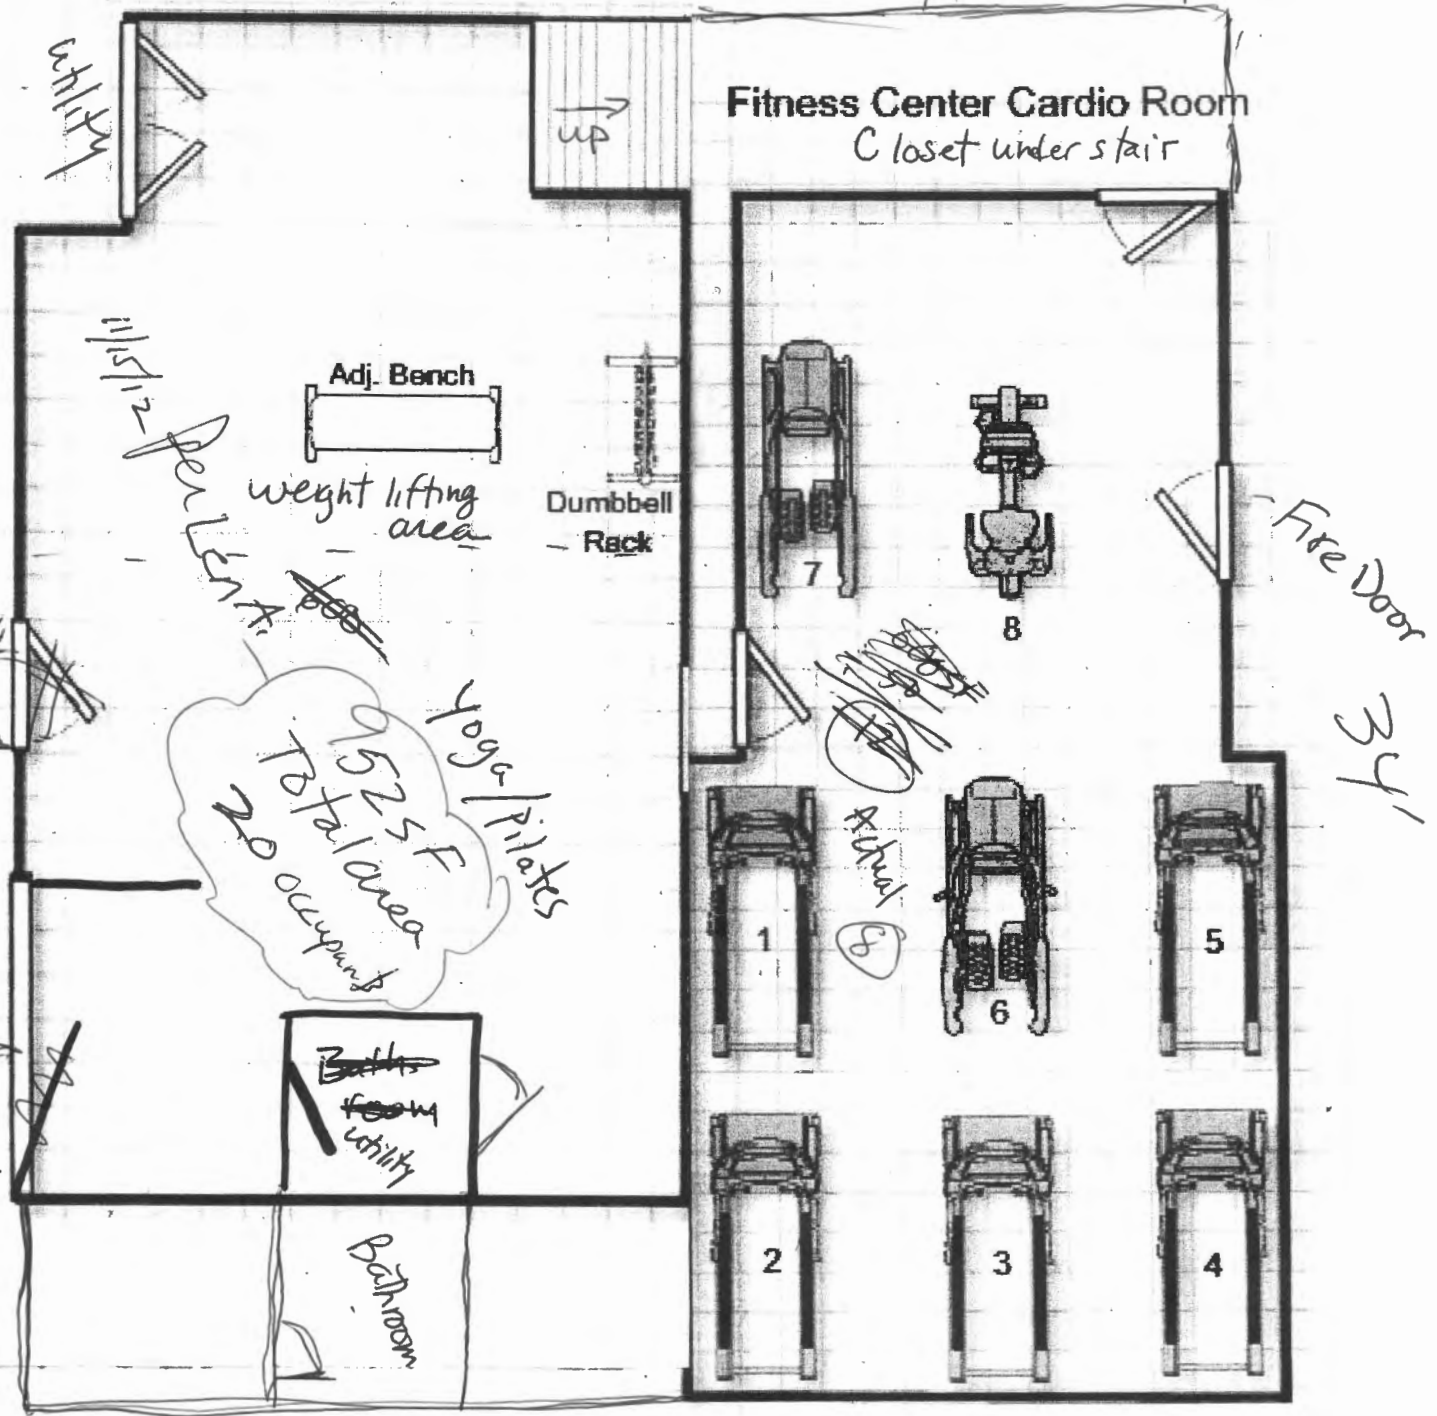 utility
up
Fitness Center Cardio Room
Closet under stair
11/15/12 per Len A.
Adj. Bench
weight lifting
area
Dumbbell
Rack
7
8
Fire Door
34'
952 SF
Total area
20 occupants
Yoga/Pilates
Actual
8
1
6
5
Bath
room
utility
2
3
4
Bathroom